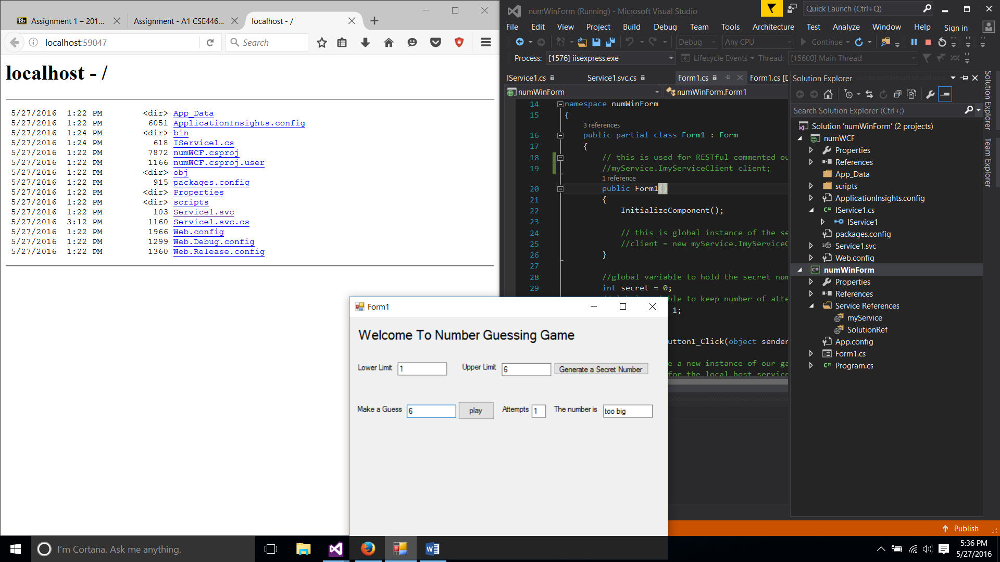 Assignment 1 – 201...
Assignment - A1 CSE446...
localhost - /
localhost:59047
Search
localhost - /
5/27/2016 1:22 PM <dir> App_Data
5/27/2016 1:22 PM 6051 ApplicationInsights.config
5/27/2016 1:24 PM <dir> bin
5/27/2016 1:24 PM 618 IService1.cs
5/27/2016 1:22 PM 7872 numWCF.csproj
5/27/2016 1:22 PM 1166 numWCF.csproj.user
5/27/2016 1:22 PM <dir> obj
5/27/2016 1:22 PM 915 packages.config
5/27/2016 1:22 PM <dir> Properties
5/27/2016 1:22 PM <dir> scripts
5/27/2016 1:22 PM 103 Service1.svc
5/27/2016 3:12 PM 1160 Service1.svc.cs
5/27/2016 1:22 PM 1966 Web.config
5/27/2016 1:22 PM 1299 Web.Debug.config
5/27/2016 1:22 PM 1360 Web.Release.config
numWinForm (Running) - Microsoft Visual Studio
Quick Launch (Ctrl+Q)
File Edit View Project Build Debug Team Tools Architecture Test Analyze Window Help Sign in
Debug Any CPU Continue
Process: [1576] iisexpress.exe Lifecycle Events Thread: [15600] Main Thread
IService1.cs Service1.svc.cs Form1.cs Form1.cs [D
numWinForm numWinForm.Form1
14 namespace numWinForm
15 {
3 references
16 public partial class Form1 : Form
17 {
18 // this is used for RESTful commented ou
19 //myService.ImyServiceClient client;
1 reference
20 public Form1()
21 {
22 InitializeComponent();
23
24 // this is global instance of the se
25 //client = new myService.ImyServiceC
26 }
27
28 //global variable to hold the secret num
29 int secret = 0;
ble to keep number of atte
1;
utton1_Click(object sender
e a new instance of our ga
for the local host service
Solution Explorer
Search Solution Explorer (Ctrl+;)
Solution 'numWinForm' (2 projects)
numWCF
Properties
References
App_Data
scripts
ApplicationInsights.config
IService1.cs
IService1
packages.config
Service1.svc
Web.config
numWinForm
Properties
References
Service References
myService
SolutionRef
App.config
Form1.cs
Program.cs
Solution Explorer
Team Explorer
Form1
Welcome To Number Guessing Game
Lower Limit 1 Upper Limit 6 Generate a Secret Number
Make a Guess 6 play Attempts 1 The number is too big
Publish
I'm Cortana. Ask me anything.
5:36 PM
5/27/2016